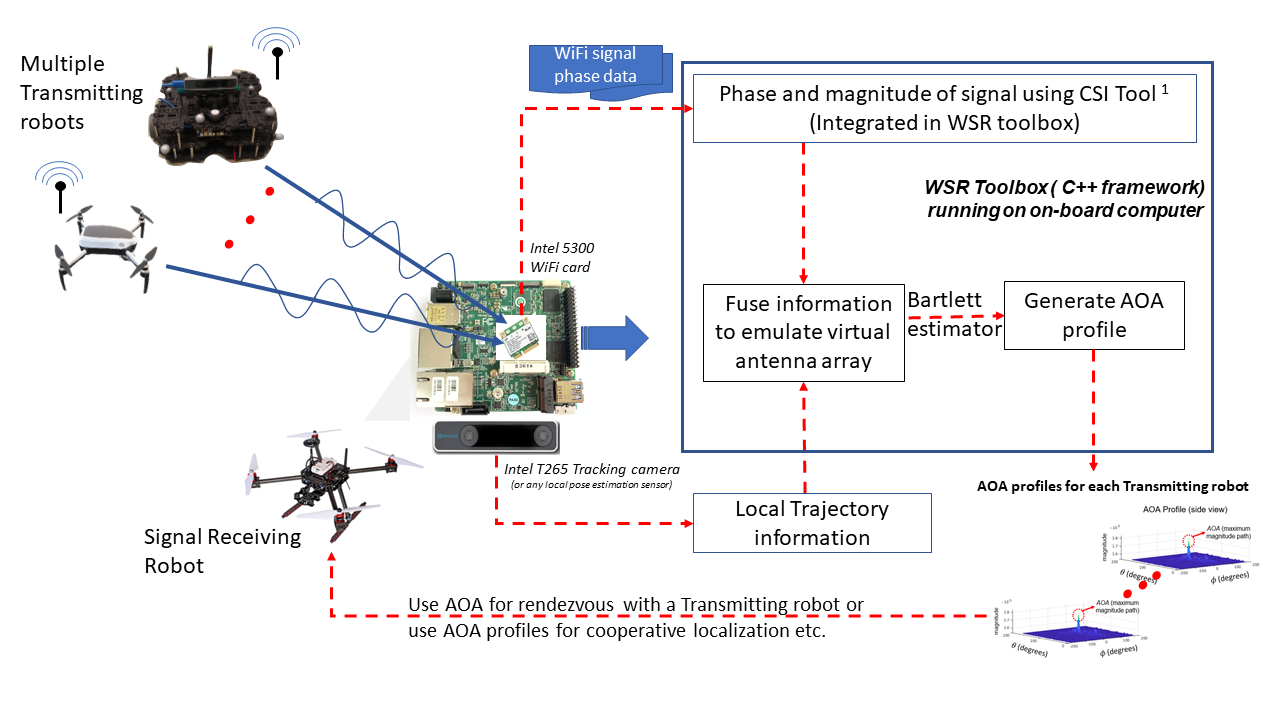 Multiple
Transmitting
robots
WiFi signal
phase data
Phase and magnitude of signal using CSI Tool 1
(Integrated in WSR toolbox)
WSR Toolbox ( C++ framework)
running on on-board computer
Intel 5300
WiFi card
Fuse information
to emulate virtual
antenna array
Bartlett
estimator
Generate AOA
profile
Intel T265 Tracking camera
(or any local pose estimation sensor)
Signal Receiving
Robot
Local Trajectory
information
AOA profiles for each Transmitting robot
AOA Profile (side view)
AOA (maximum
magnitude path)
magnitude
θ (degrees)
ϕ (degrees)
AOA (maximum
magnitude path)
magnitude
θ (degrees)
ϕ (degrees)
Use AOA for rendezvous with a Transmitting robot or
use AOA profiles for cooperative localization etc.